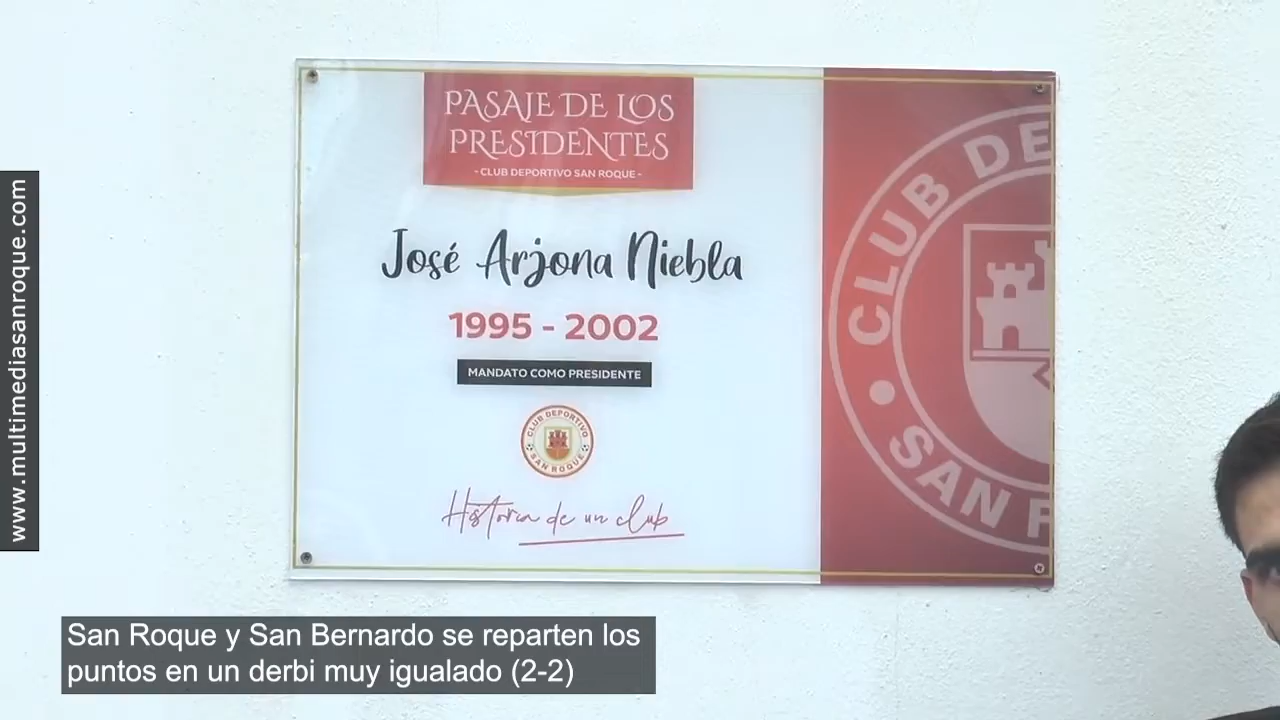 PASAJE DE LOS
PRESIDENTES
- CLUB DEPORTIVO SAN ROQUE -
José Arjona Niebla
1995 - 2002
MANDATO COMO PRESIDENTE
CLUB DEPORTIVO
SAN ROQUE
Historia de un club
CLUB DE
SAN R
www.multimediasanroque.com
San Roque y San Bernardo se reparten los
puntos en un derbi muy igualado (2-2)